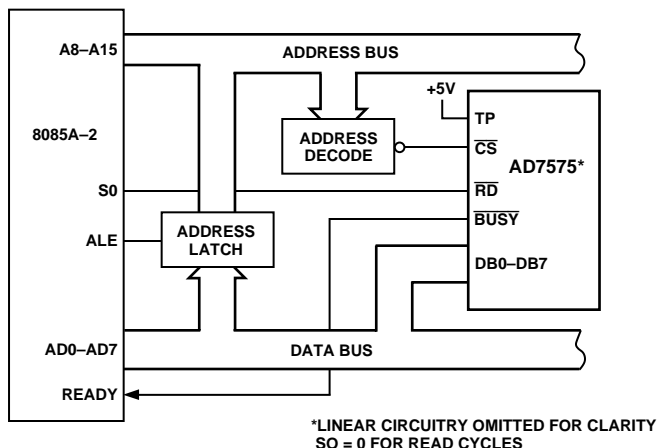 A8–A15
ADDRESS BUS
+5V
TP
8085A–2
ADDRESS
DECODE
CS
AD7575*
S0
RD
ADDRESS
LATCH
BUSY
ALE
DB0–DB7
AD0–AD7
DATA BUS
READY
*LINEAR CIRCUITRY OMITTED FOR CLARITY
SO = 0 FOR READ CYCLES